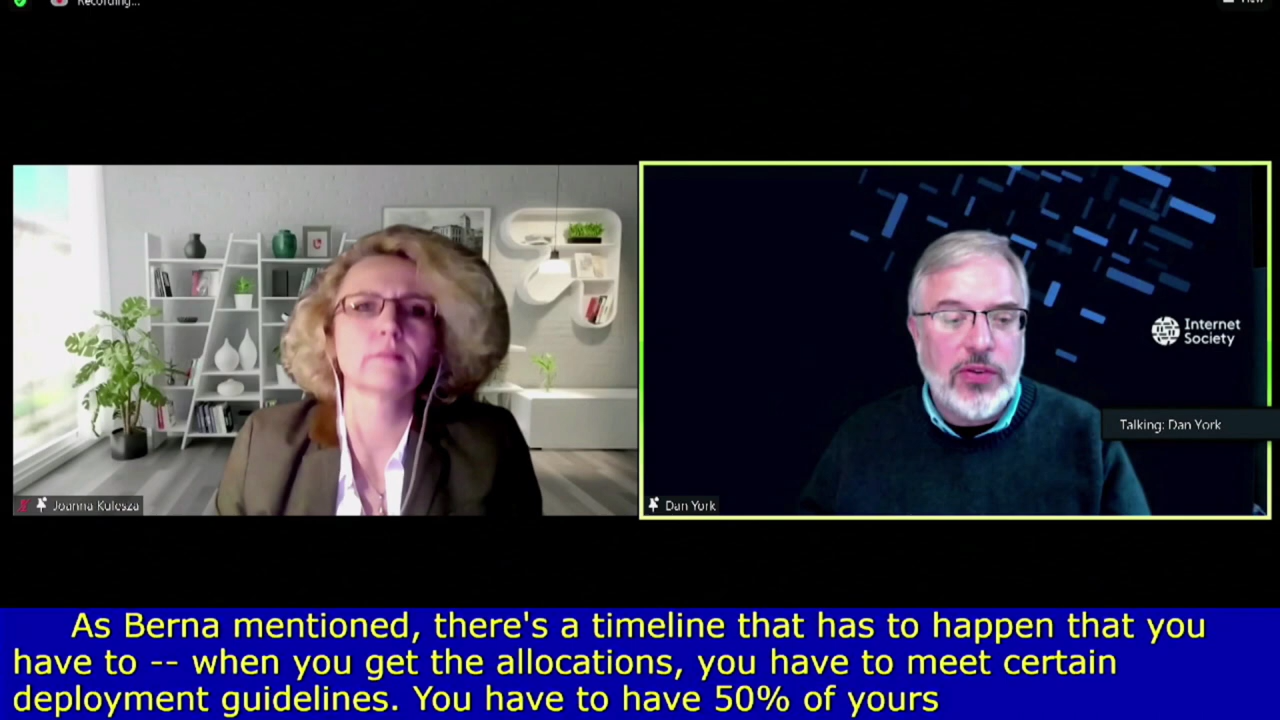 Recording...
View
Internet
Society
Talking: Dan York
Joanna Kulesza
Dan York
As Berna mentioned, there's a timeline that has to happen that you
have to -- when you get the allocations, you have to meet certain
deployment guidelines. You have to have 50% of yours